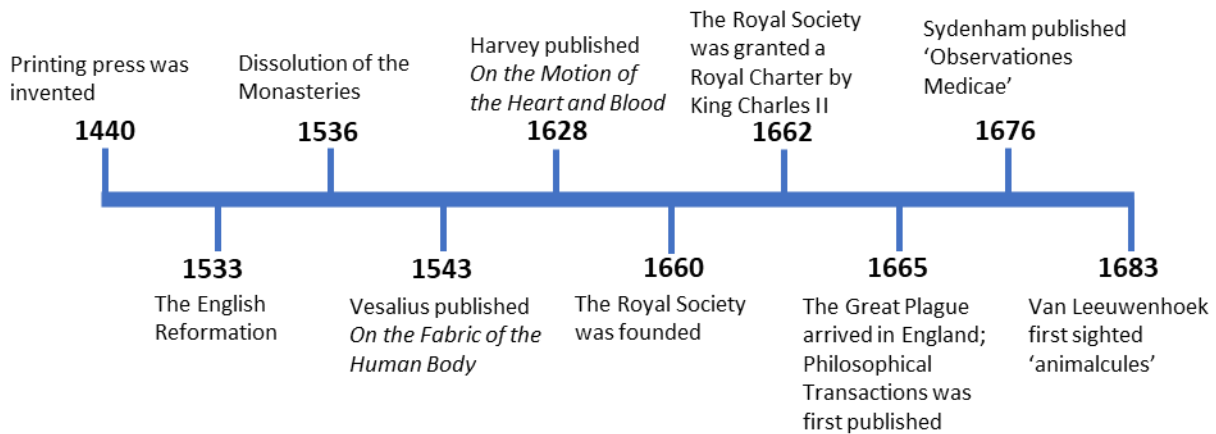 Printing press was
invented
1440
Dissolution of the
Monasteries
1536
Harvey published
On the Motion of
the Heart and Blood
1628
The Royal Society
was granted a
Royal Charter by
King Charles II
1662
Sydenham published
‘Observationes
Medicae’
1676
1533
The English
Reformation
1543
Vesalius published
On the Fabric of the
Human Body
1660
The Royal Society
was founded
1665
The Great Plague
arrived in England;
Philosophical
Transactions was
first published
1683
Van Leeuwenhoek
first sighted
‘animalcules’